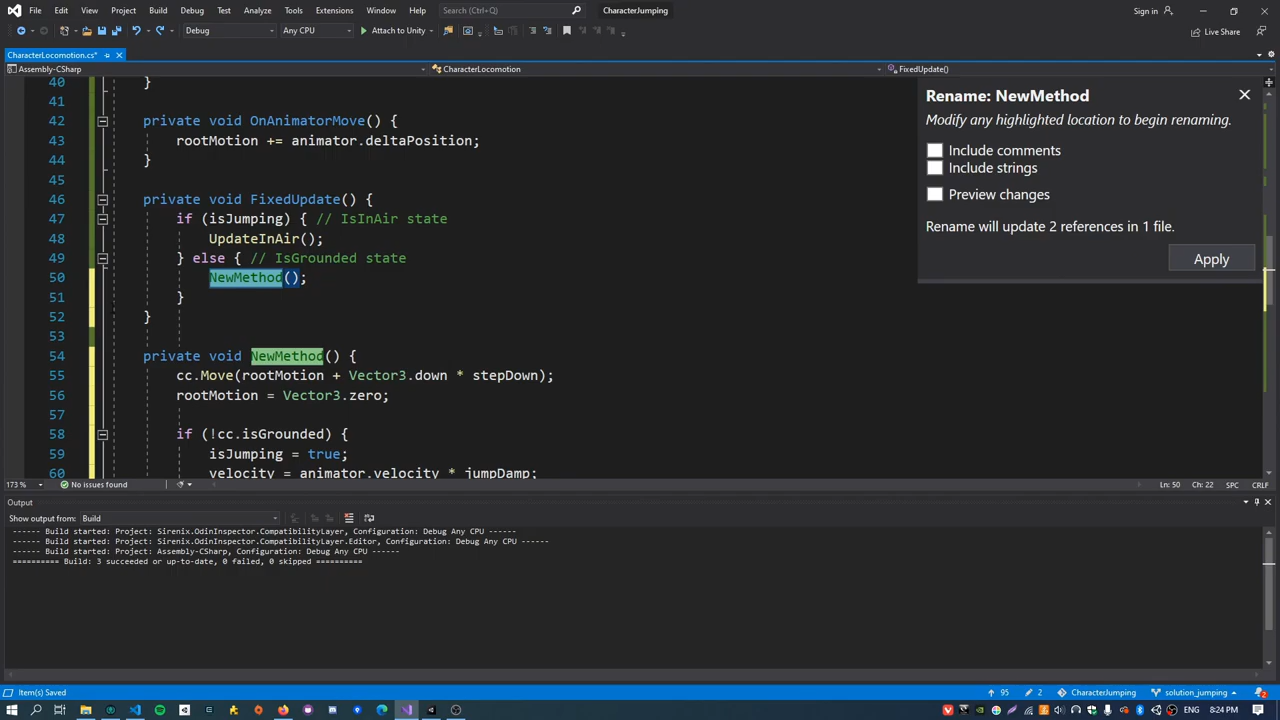 File Edit View Project Build Debug Test Analyze Tools Extensions Window Help Search CharacterJumping Sign in
Debug Any CPU Attach to Unity Live Share
CharacterLocomotion.cs*
Assembly-CSharp CharacterLocomotion FixedUpdate()
40 }
41
42 private void OnAnimatorMove() {
43 rootMotion += animator.deltaPosition;
44 }
45
46 private void FixedUpdate() {
47 if (isJumping) { // IsInAir state
48 UpdateInAir();
49 } else { // IsGrounded state
50 NewMethod();
51 }
52 }
53
54 private void NewMethod() {
55 cc.Move(rootMotion + Vector3.down * stepDown);
56 rootMotion = Vector3.zero;
57
58 if (!cc.isGrounded) {
59 isJumping = true;
60 velocity = animator.velocity * jumpDamp;
Rename: NewMethod
Modify any highlighted location to begin renaming.
Include comments
Include strings
Preview changes
Rename will update 2 references in 1 file.
Apply
173 % No issues found Ln: 50 Ch: 22 SPC CRLF
Output
Show output from: Build
------ Build started: Project: Sirenix.OdinInspector.CompatibilityLayer, Configuration: Debug Any CPU ------
------ Build started: Project: Sirenix.OdinInspector.CompatibilityLayer.Editor, Configuration: Debug Any CPU ------
------ Build started: Project: Assembly-CSharp, Configuration: Debug Any CPU ------
========== Build: 3 succeeded or up-to-date, 0 failed, 0 skipped ==========
Item(s) Saved 95 2 CharacterJumping solution_jumping 2
ENG 8:24 PM